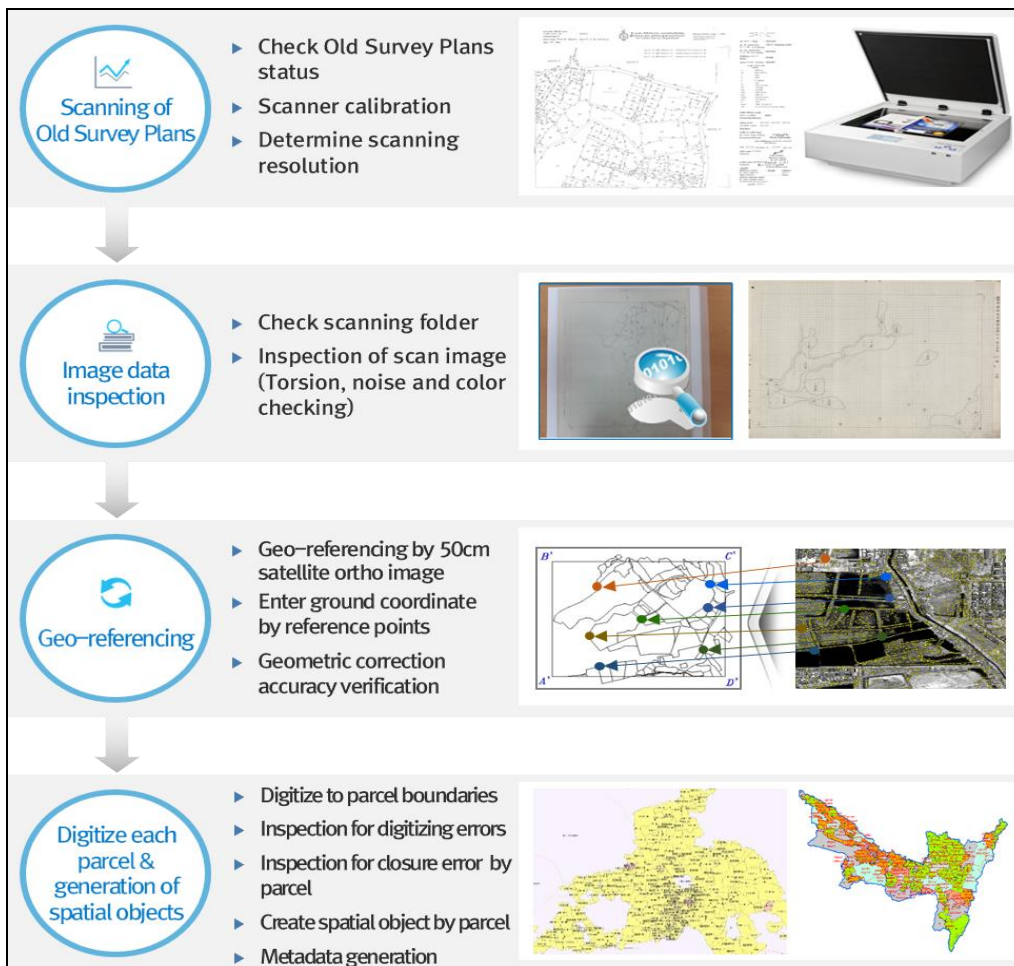 Scanning of
Old Survey Plans
Check Old Survey Plans
status
Scanner calibration
Determine scanning
resolution
Image data
inspection
Check scanning folder
Inspection of scan image
(Torsion, noise and color
checking)
01010
0101
Geo-referencing
Geo-referencing by 50cm
satellite ortho image
Enter ground coordinate
by reference points
Geometric correction
accuracy verification
B' C'
A' D'
Digitize each
parcel &
generation of
spatial objects
Digitize to parcel boundaries
Inspection for digitizing errors
Inspection for closure error by
parcel
Create spatial object by parcel
Metadata generation